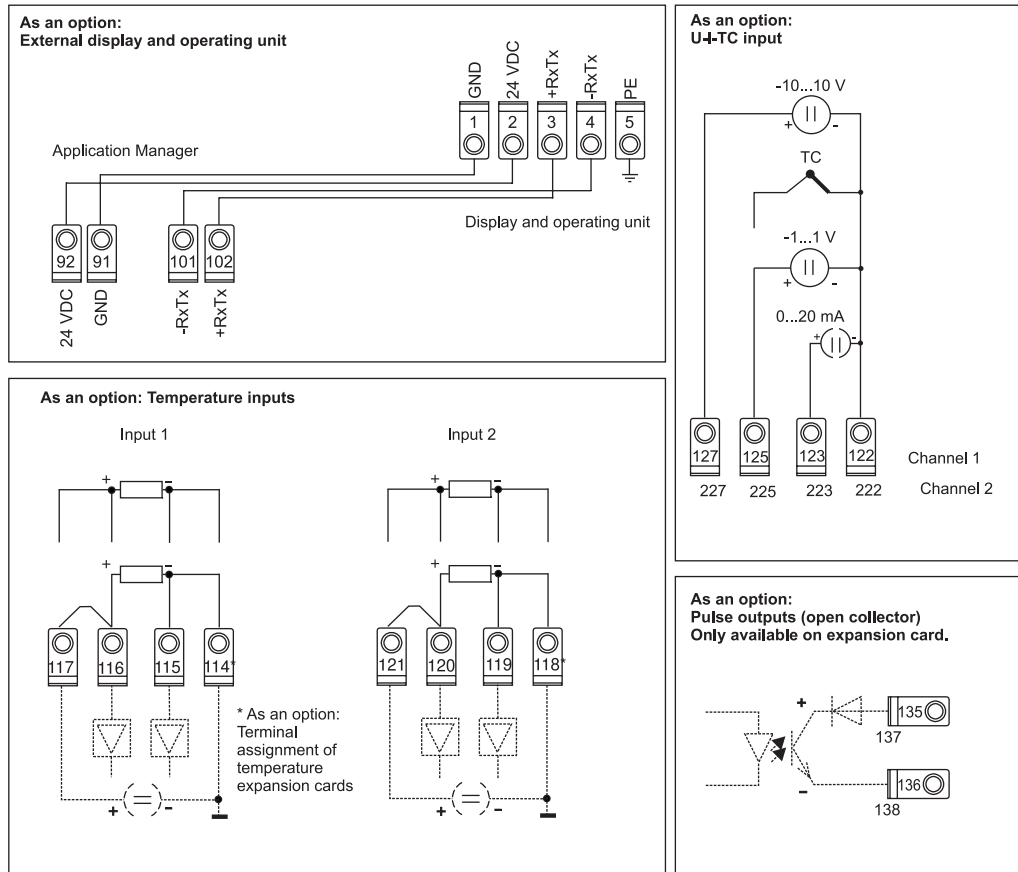 As an option:
External display and operating unit
GND
24 VDC
+RxTx
-RxTx
PE
1
2
3
4
5
Application Manager
Display and operating unit
92
91
101
102
24 VDC
GND
-RxTx
+RxTx
As an option: Temperature inputs
Input 1
Input 2
+ -
+ -
+ -
+ -
117
116
115
114*
121
120
119
118*
* As an option:
Terminal
assignment of
temperature
expansion cards
+ -
+ -
As an option:
U-I-TC input
-10...10 V
+ -
TC
-1...1 V
+ -
0...20 mA
+ -
127
125
123
122
Channel 1
227
225
223
222
Channel 2
As an option:
Pulse outputs (open collector)
Only available on expansion card.
+
135
137
-
136
138